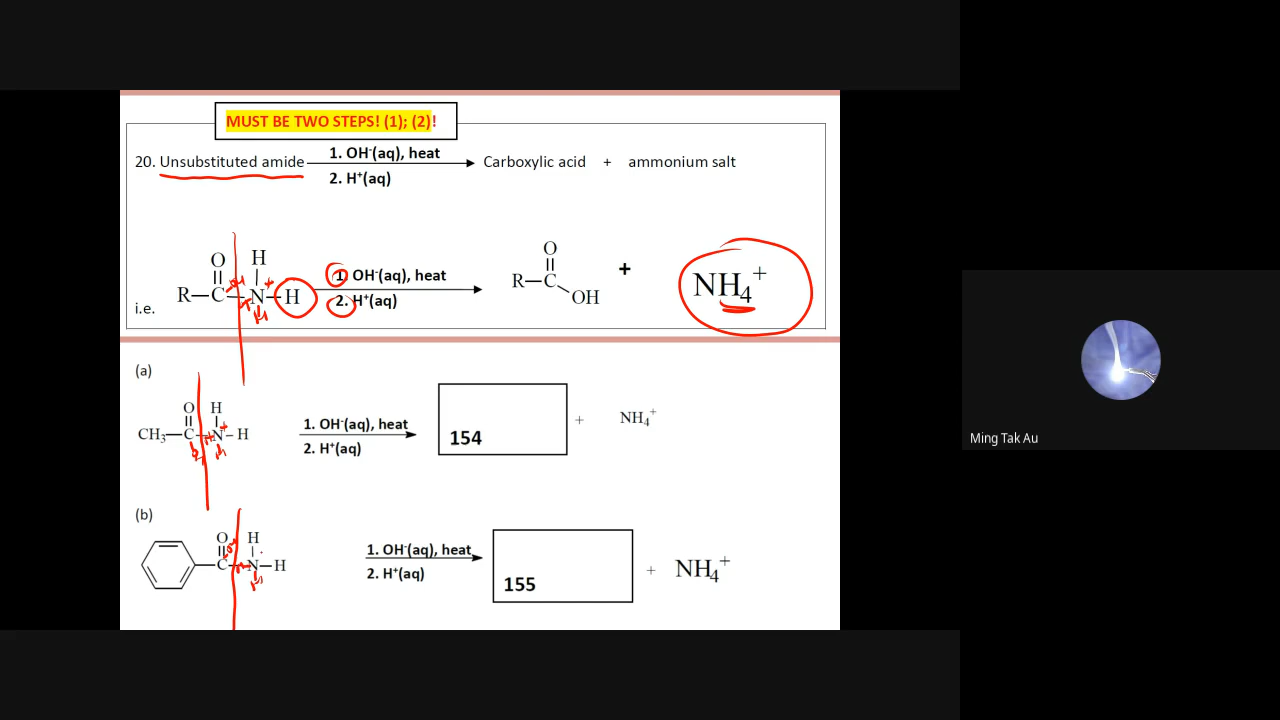 MUST BE TWO STEPS! (1); (2)!
20. Unsubstituted amide 1. OH⁻(aq), heat 2. H⁺(aq) Carboxylic acid + ammonium salt
O H
i.e. R C N H 1. OH⁻(aq), heat 2. H⁺(aq) O R C OH + NH₄⁺
(a)
O H
CH₃ C N H 1. OH⁻(aq), heat 2. H⁺(aq) 154 + NH₄⁺
(b)
O H
C N H 1. OH⁻(aq), heat 2. H⁺(aq) 155 + NH₄⁺
Ming Tak Au